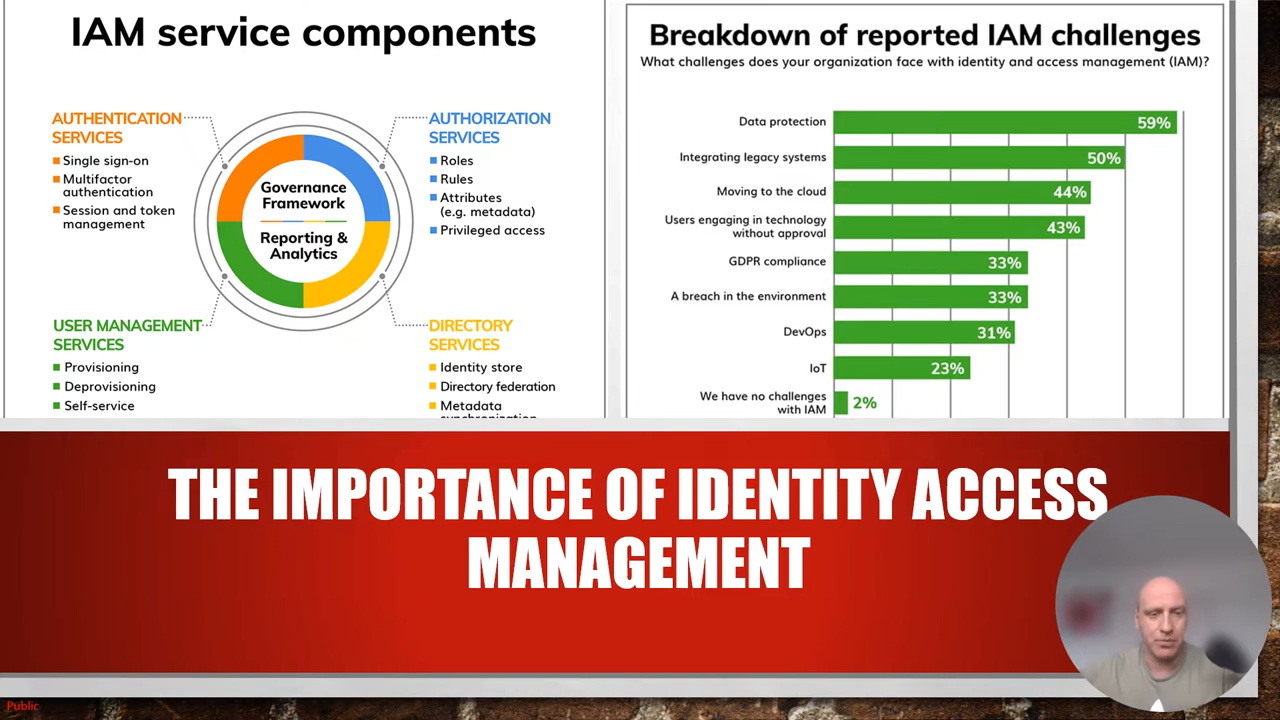 IAM service components
AUTHENTICATION
SERVICES
Single sign-on
Multifactor
authentication
Session and token
management
AUTHORIZATION
SERVICES
Roles
Rules
Attributes
(e.g. metadata)
Privileged access
Governance
Framework
Reporting &
Analytics
USER MANAGEMENT
SERVICES
Provisioning
Deprovisioning
Self-service
DIRECTORY
SERVICES
Identity store
Directory federation
Metadata
synchronization
Breakdown of reported IAM challenges
What challenges does your organization face with identity and access management (IAM)?
Data protection 59%
Integrating legacy systems 50%
Moving to the cloud 44%
Users engaging in technology
without approval 43%
GDPR compliance 33%
A breach in the environment 33%
DevOps 31%
IoT 23%
We have no challenges
with IAM 2%
THE IMPORTANCE OF IDENTITY ACCESS
MANAGEMENT
Public